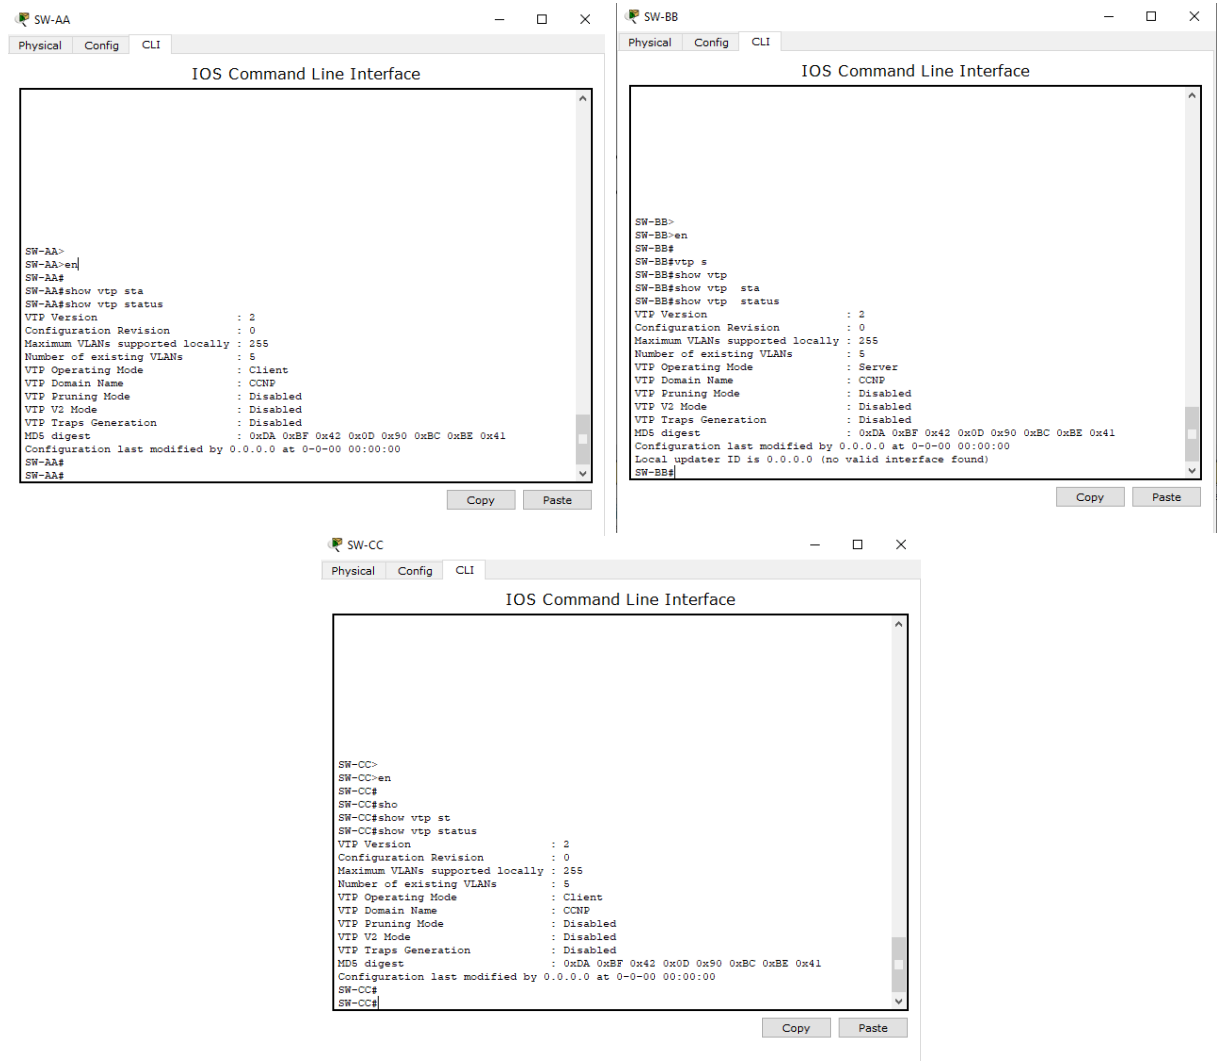 SW-AA
Physical Config CLI
IOS Command Line Interface
SW-AA>
SW-AA>en
SW-AA#
SW-AA#show vtp sta
SW-AA#show vtp status
VTP Version : 2
Configuration Revision : 0
Maximum VLANs supported locally : 255
Number of existing VLANs : 5
VTP Operating Mode : Client
VTP Domain Name : CCNP
VTP Pruning Mode : Disabled
VTP V2 Mode : Disabled
VTP Traps Generation : Disabled
MD5 digest : 0xDA 0xBF 0x42 0x0D 0x90 0xBC 0xBE 0x41
Configuration last modified by 0.0.0.0 at 0-0-00 00:00:00
SW-AA#
SW-AA#
Copy Paste
SW-BB
Physical Config CLI
IOS Command Line Interface
SW-BB>
SW-BB>en
SW-BB#
SW-BB#vtp s
SW-BB#show vtp
SW-BB#show vtp  sta
SW-BB#show vtp  status
VTP Version : 2
Configuration Revision : 0
Maximum VLANs supported locally : 255
Number of existing VLANs : 5
VTP Operating Mode : Server
VTP Domain Name : CCNP
VTP Pruning Mode : Disabled
VTP V2 Mode : Disabled
VTP Traps Generation : Disabled
MD5 digest : 0xDA 0xBF 0x42 0x0D 0x90 0xBC 0xBE 0x41
Configuration last modified by 0.0.0.0 at 0-0-00 00:00:00
Local updater ID is 0.0.0.0 (no valid interface found)
SW-BB#
Copy Paste
SW-CC
Physical Config CLI
IOS Command Line Interface
SW-CC>
SW-CC>en
SW-CC#
SW-CC#sho
SW-CC#show vtp st
SW-CC#show vtp status
VTP Version : 2
Configuration Revision : 0
Maximum VLANs supported locally : 255
Number of existing VLANs : 5
VTP Operating Mode : Client
VTP Domain Name : CCNP
VTP Pruning Mode : Disabled
VTP V2 Mode : Disabled
VTP Traps Generation : Disabled
MD5 digest : 0xDA 0xBF 0x42 0x0D 0x90 0xBC 0xBE 0x41
Configuration last modified by 0.0.0.0 at 0-0-00 00:00:00
SW-CC#
SW-CC#
Copy Paste